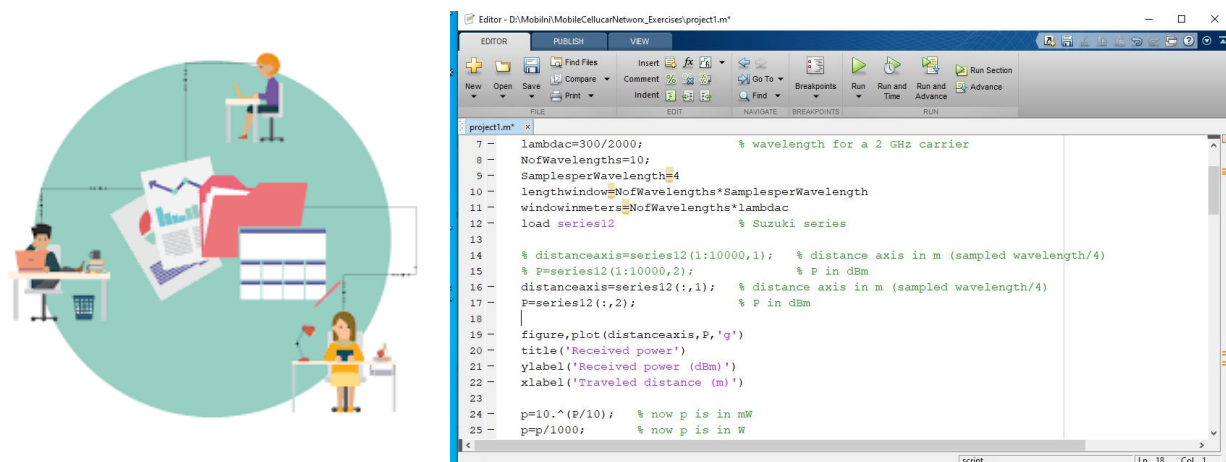 Editor - D:\Mobilni\MobileCellucarNetworx_Exercises\project1.m*
EDITOR PUBLISH VIEW
New Open Save Find Files Compare Print
Insert Comment Indent
Go To Find
Breakpoints
Run Run and Time Run and Advance Run Section Advance
FILE EDIT NAVIGATE BREAKPOINTS RUN
project1.m*
7 lambdac=300/2000; % wavelength for a 2 GHz carrier
8 NofWavelengths=10;
9 SamplesperWavelength=4
10 lengthwindow=NofWavelengths*SamplesperWavelength
11 windowinmeters=NofWavelengths*lambdac
12 load series12 % Suzuki series
13
14 % distanceaxis=series12(1:10000,1); % distance axis in m (sampled wavelength/4)
15 % P=series12(1:10000,2); % P in dBm
16 distanceaxis=series12(:,1); % distance axis in m (sampled wavelength/4)
17 P=series12(:,2); % P in dBm
18
19 figure,plot(distanceaxis,P,'g')
20 title('Received power')
21 ylabel('Received power (dBm)')
22 xlabel('Traveled distance (m)')
23
24 p=10.^(P/10); % now p is in mW
25 p=p/1000; % now p is in W
script Ln 18 Col 1